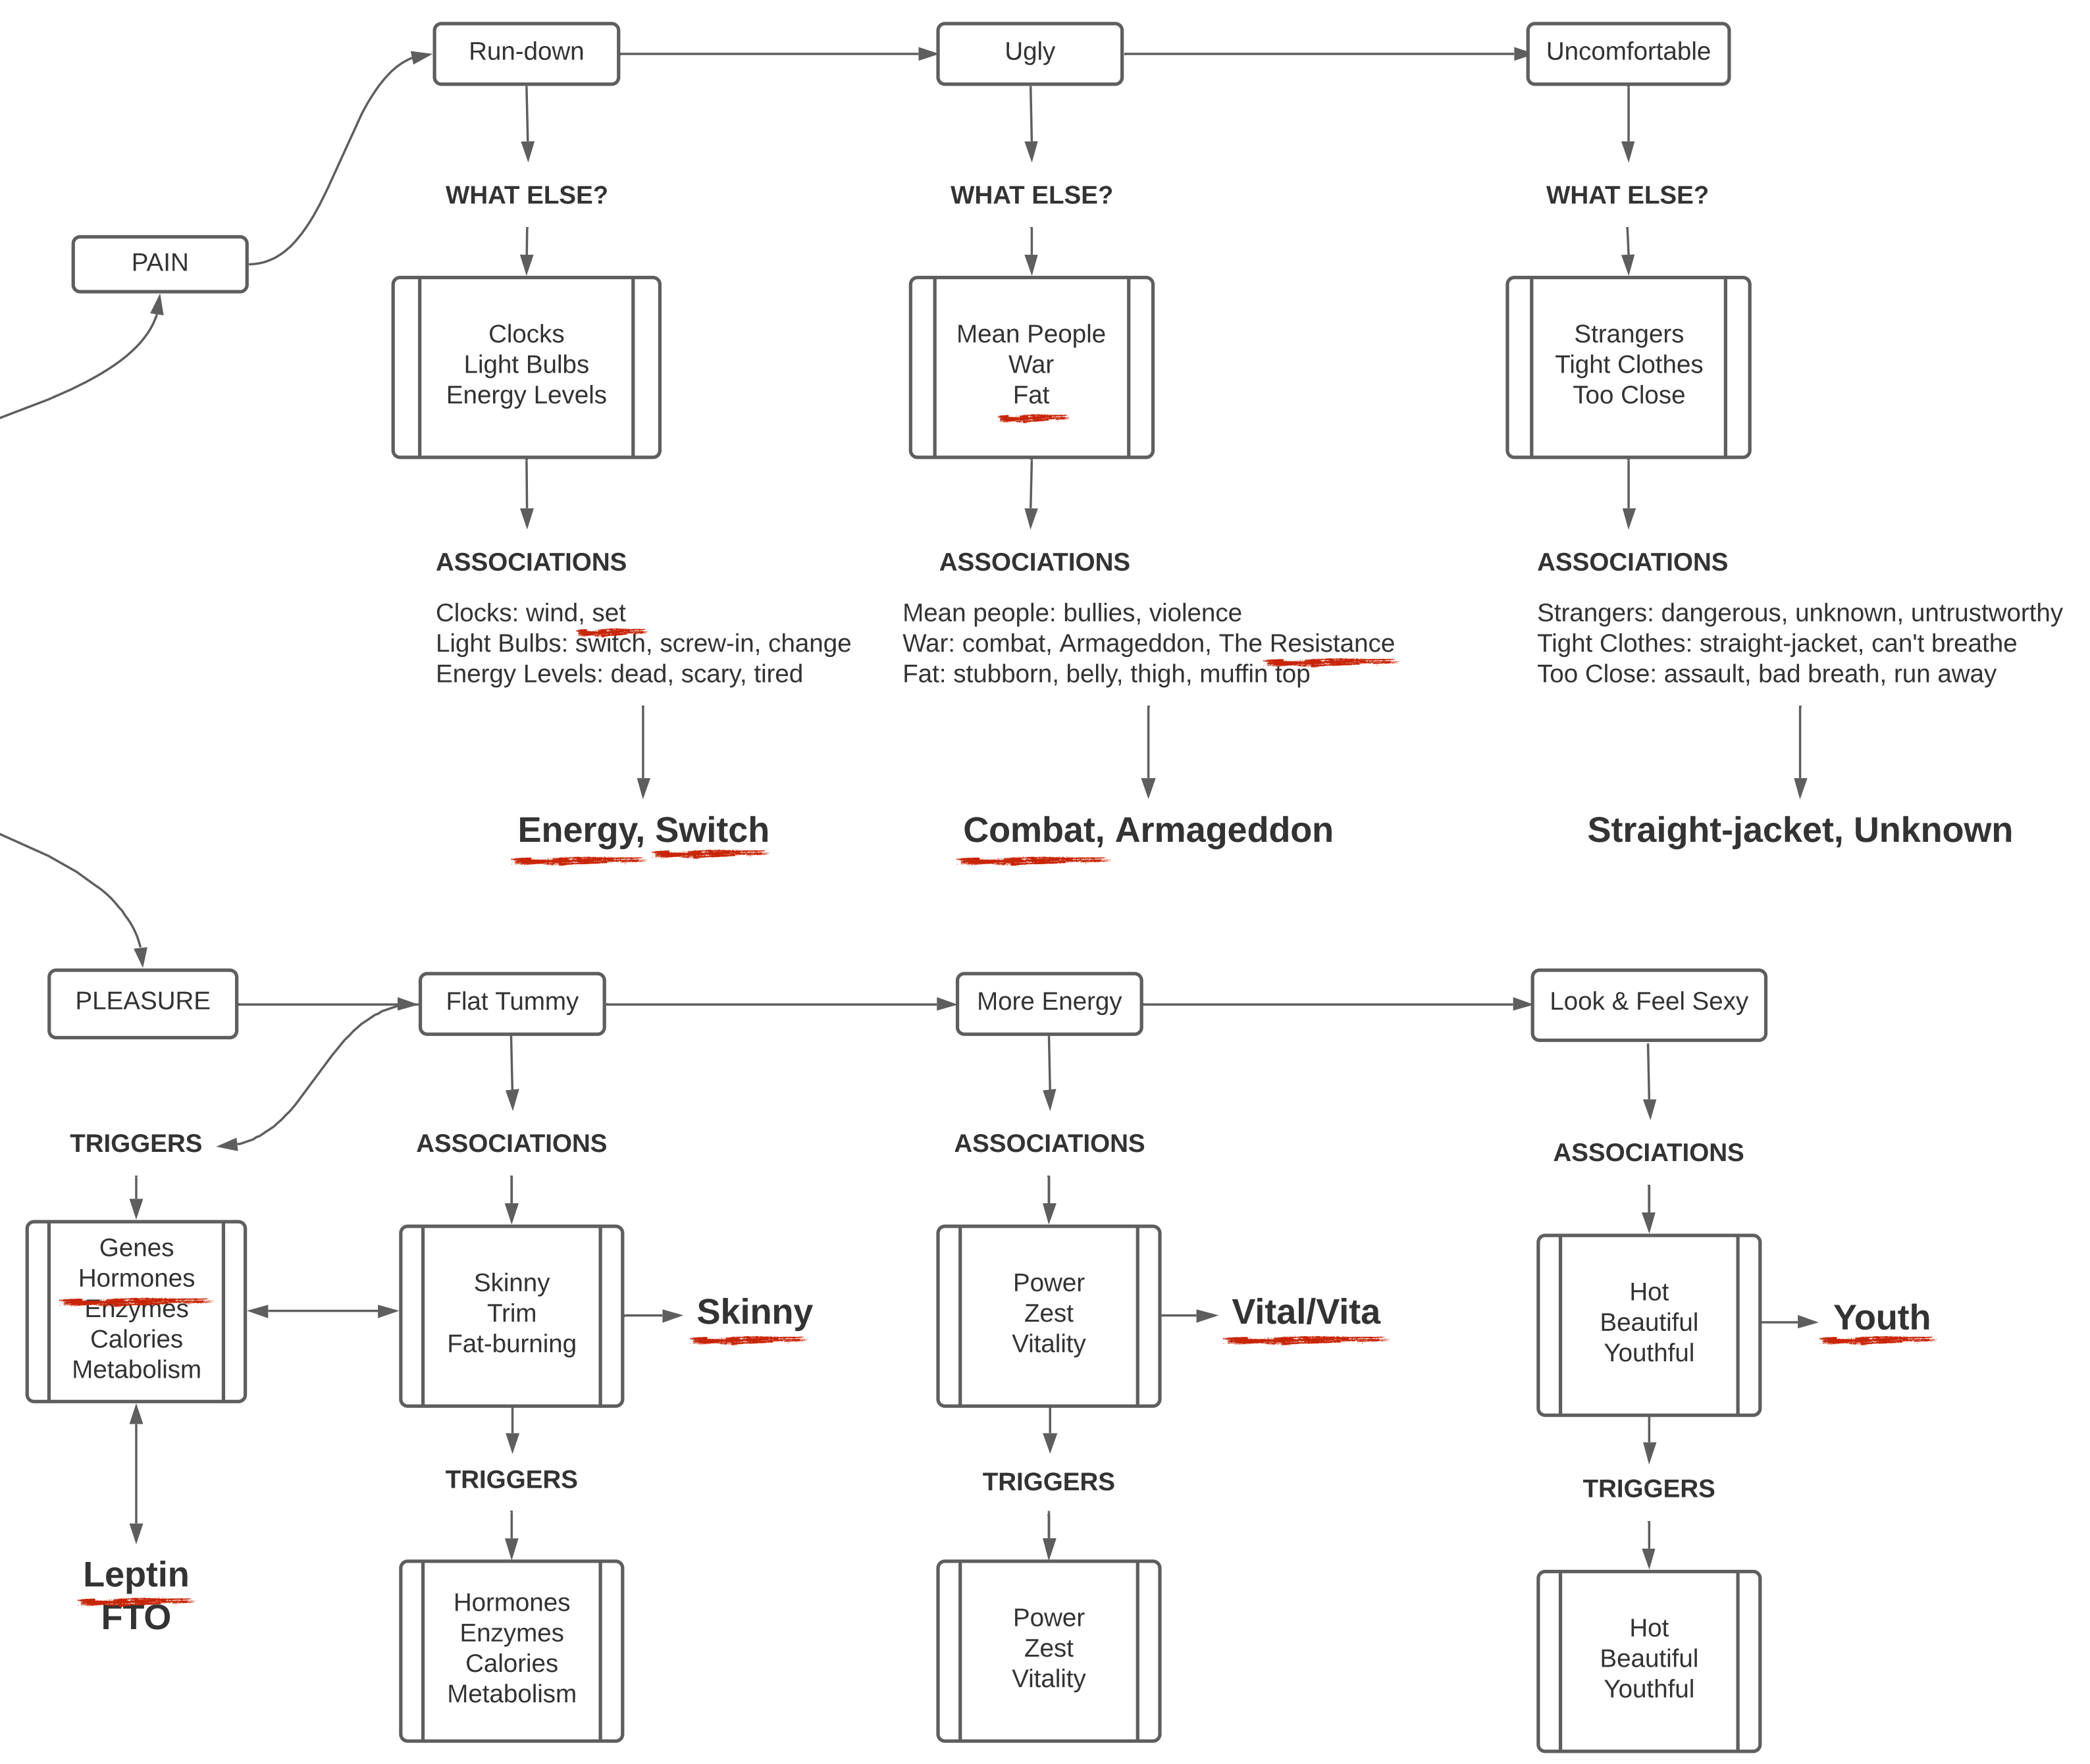 Run-down
Ugly
Uncomfortable
WHAT ELSE?
WHAT ELSE?
WHAT ELSE?
PAIN
Clocks
Light Bulbs
Energy Levels
Mean People
War
Fat
Strangers
Tight Clothes
Too Close
ASSOCIATIONS
Clocks: wind, set
Light Bulbs: switch, screw-in, change
Energy Levels: dead, scary, tired
ASSOCIATIONS
Mean people: bullies, violence
War: combat, Armageddon, The Resistance
Fat: stubborn, belly, thigh, muffin top
ASSOCIATIONS
Strangers: dangerous, unknown, untrustworthy
Tight Clothes: straight-jacket, can't breathe
Too Close: assault, bad breath, run away
Energy, Switch
Combat, Armageddon
Straight-jacket, Unknown
PLEASURE
Flat Tummy
More Energy
Look & Feel Sexy
TRIGGERS
ASSOCIATIONS
ASSOCIATIONS
ASSOCIATIONS
Genes
Hormones
Enzymes
Calories
Metabolism
Skinny
Trim
Fat-burning
Skinny
Power
Zest
Vitality
Vital/Vita
Hot
Beautiful
Youthful
Youth
TRIGGERS
TRIGGERS
TRIGGERS
Leptin
FTO
Hormones
Enzymes
Calories
Metabolism
Power
Zest
Vitality
Hot
Beautiful
Youthful